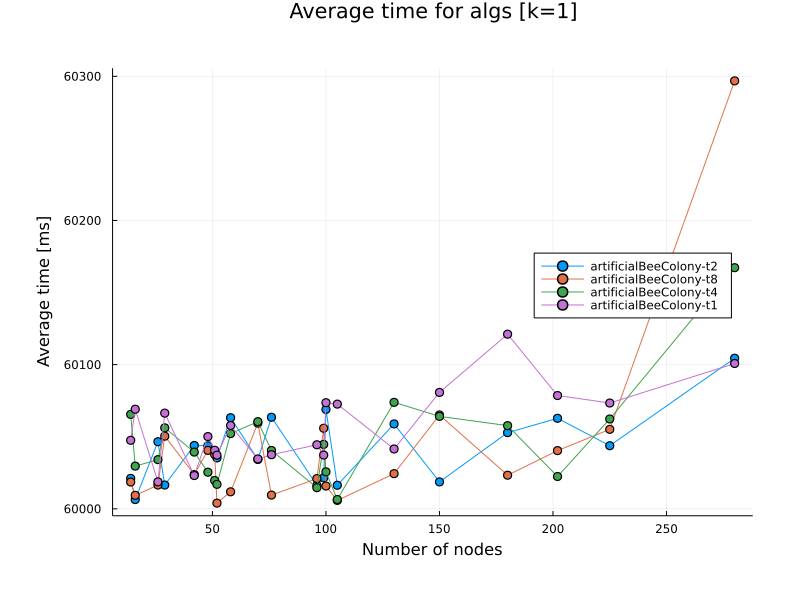 Average time for algs [k=1]
60300
60200
60100
60000
Average time [ms]
artificialBeeColony-t2
artificialBeeColony-t8
artificialBeeColony-t4
artificialBeeColony-t1
50 100 150 200 250
Number of nodes